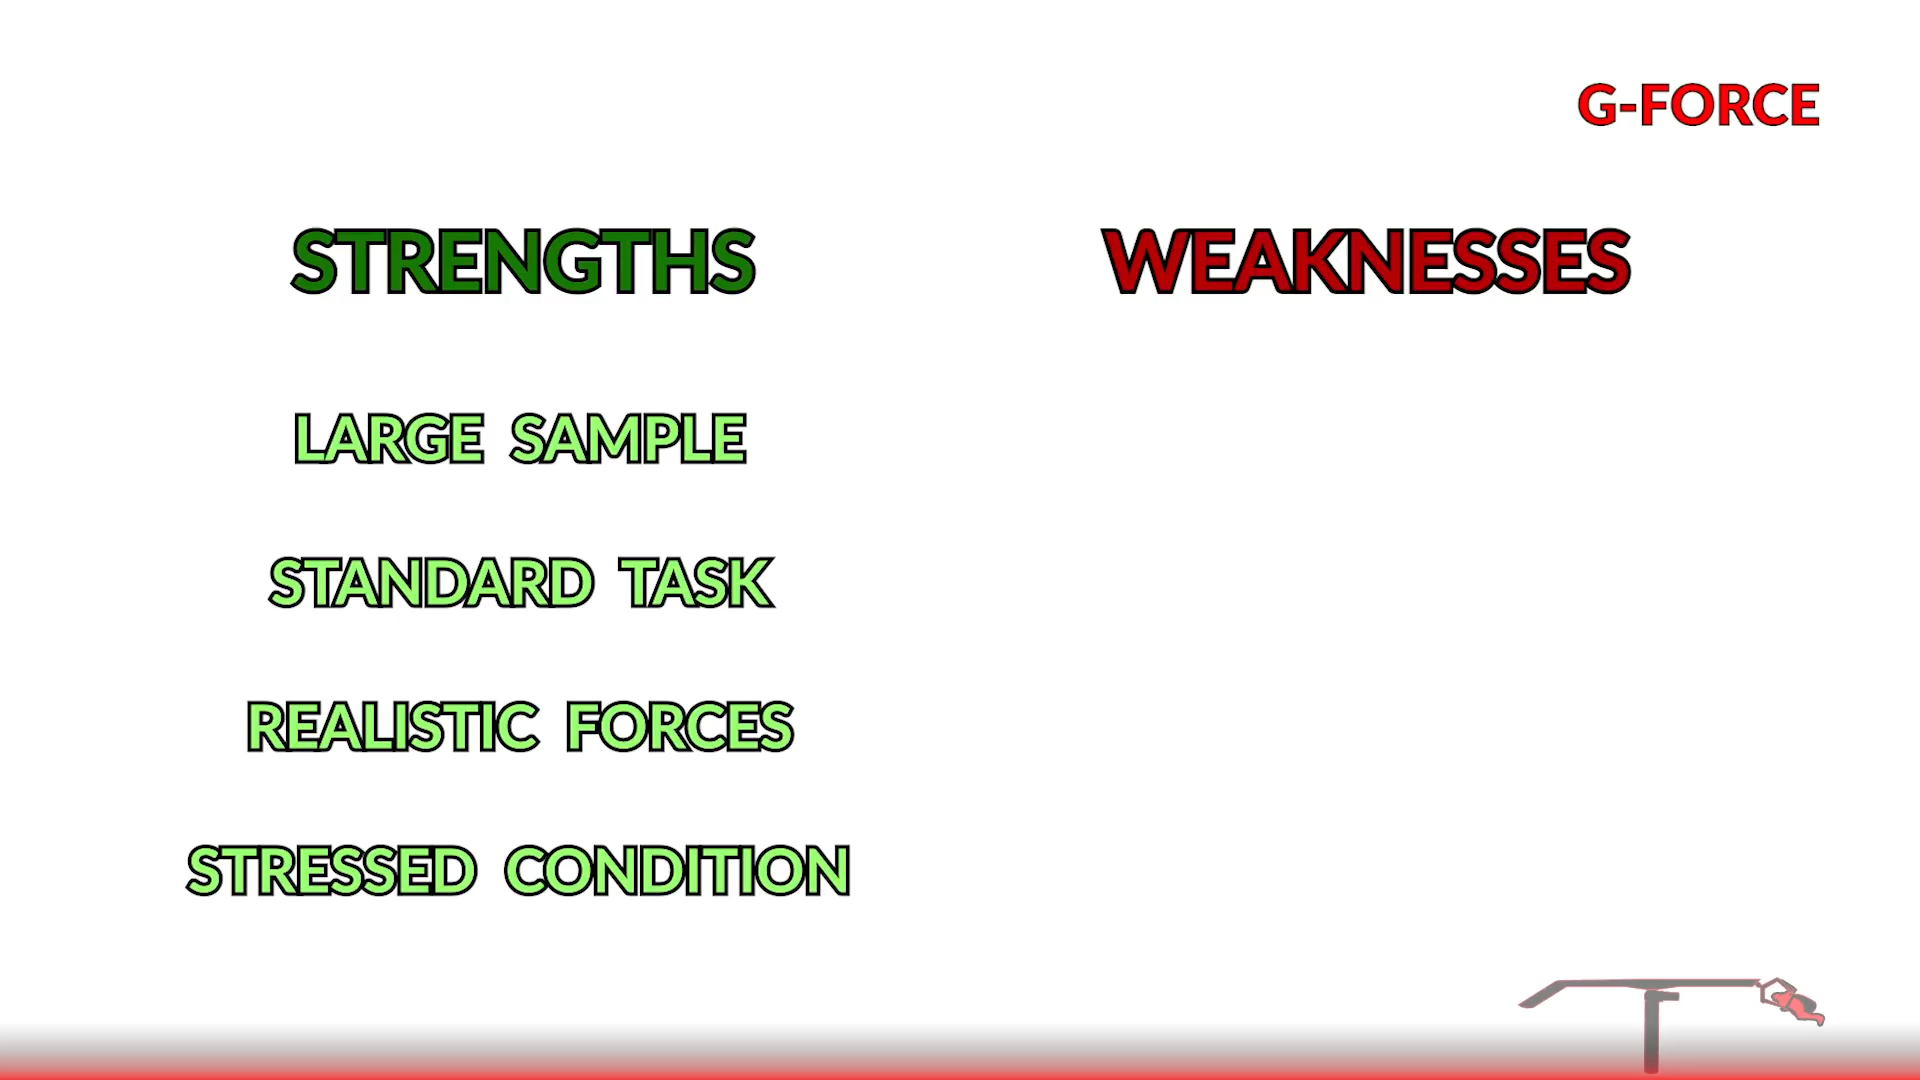 G-FORCE
STRENGTHS
WEAKNESSES
LARGE SAMPLE
STANDARD TASK
REALISTIC FORCES
STRESSED CONDITION